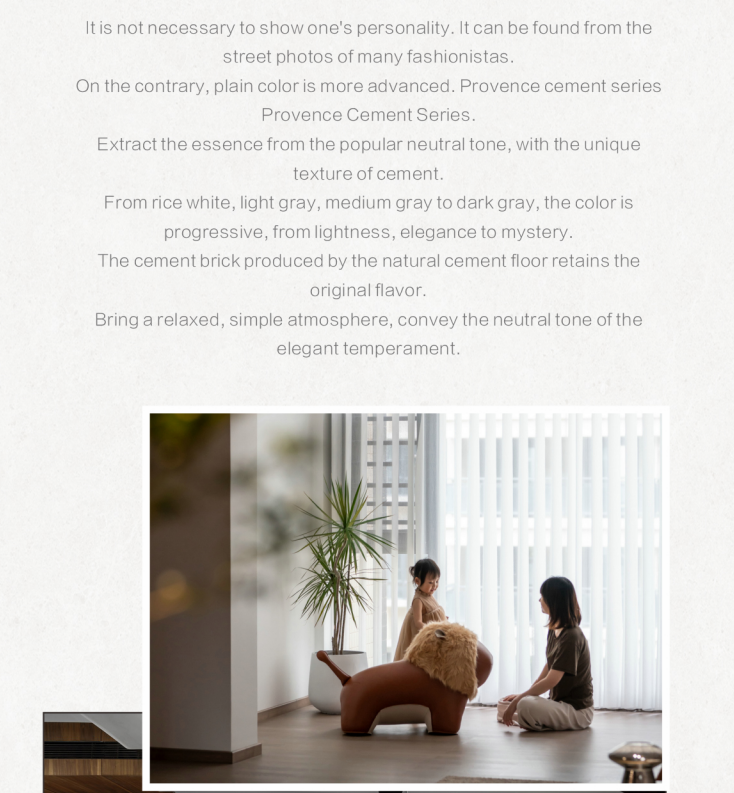 It is not necessary to show one's personality. It can be found from the
street photos of many fashionistas.
On the contrary, plain color is more advanced. Provence cement series
Provence Cement Series.
Extract the essence from the popular neutral tone, with the unique
texture of cement.
From rice white, light gray, medium gray to dark gray, the color is
progressive, from lightness, elegance to mystery.
The cement brick produced by the natural cement floor retains the
original flavor.
Bring a relaxed, simple atmosphere, convey the neutral tone of the
elegant temperament.